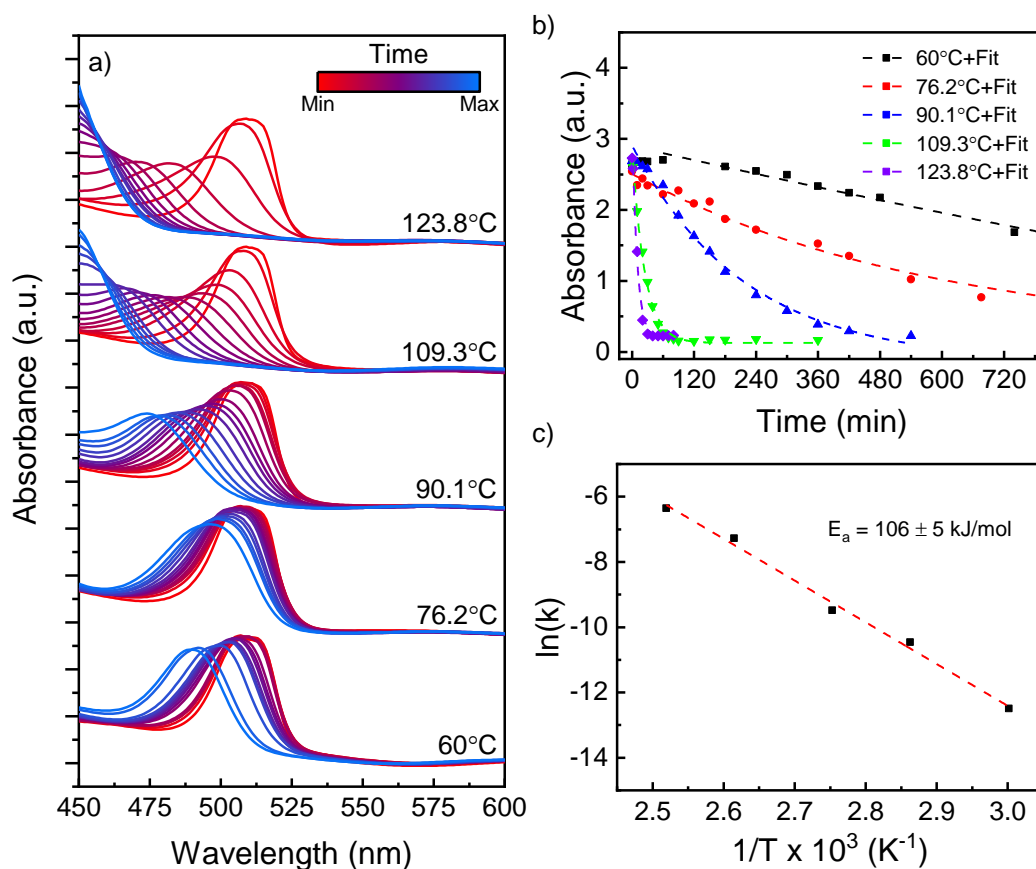 a)
Time
Min
Max
123.8°C
109.3°C
90.1°C
76.2°C
60°C
Absorbance (a.u.)
450 475 500 525 550 575 600
Wavelength (nm)
b)
60°C+Fit
76.2°C+Fit
90.1°C+Fit
109.3°C+Fit
123.8°C+Fit
4
3
2
1
0
Absorbance (a.u.)
0 120 240 360 480 600 720
Time (min)
c)
Eₐ = 106 ± 5 kJ/mol
-6
-8
-10
-12
-14
ln(k)
2.5 2.6 2.7 2.8 2.9 3.0
1/T x 10³ (K⁻¹)